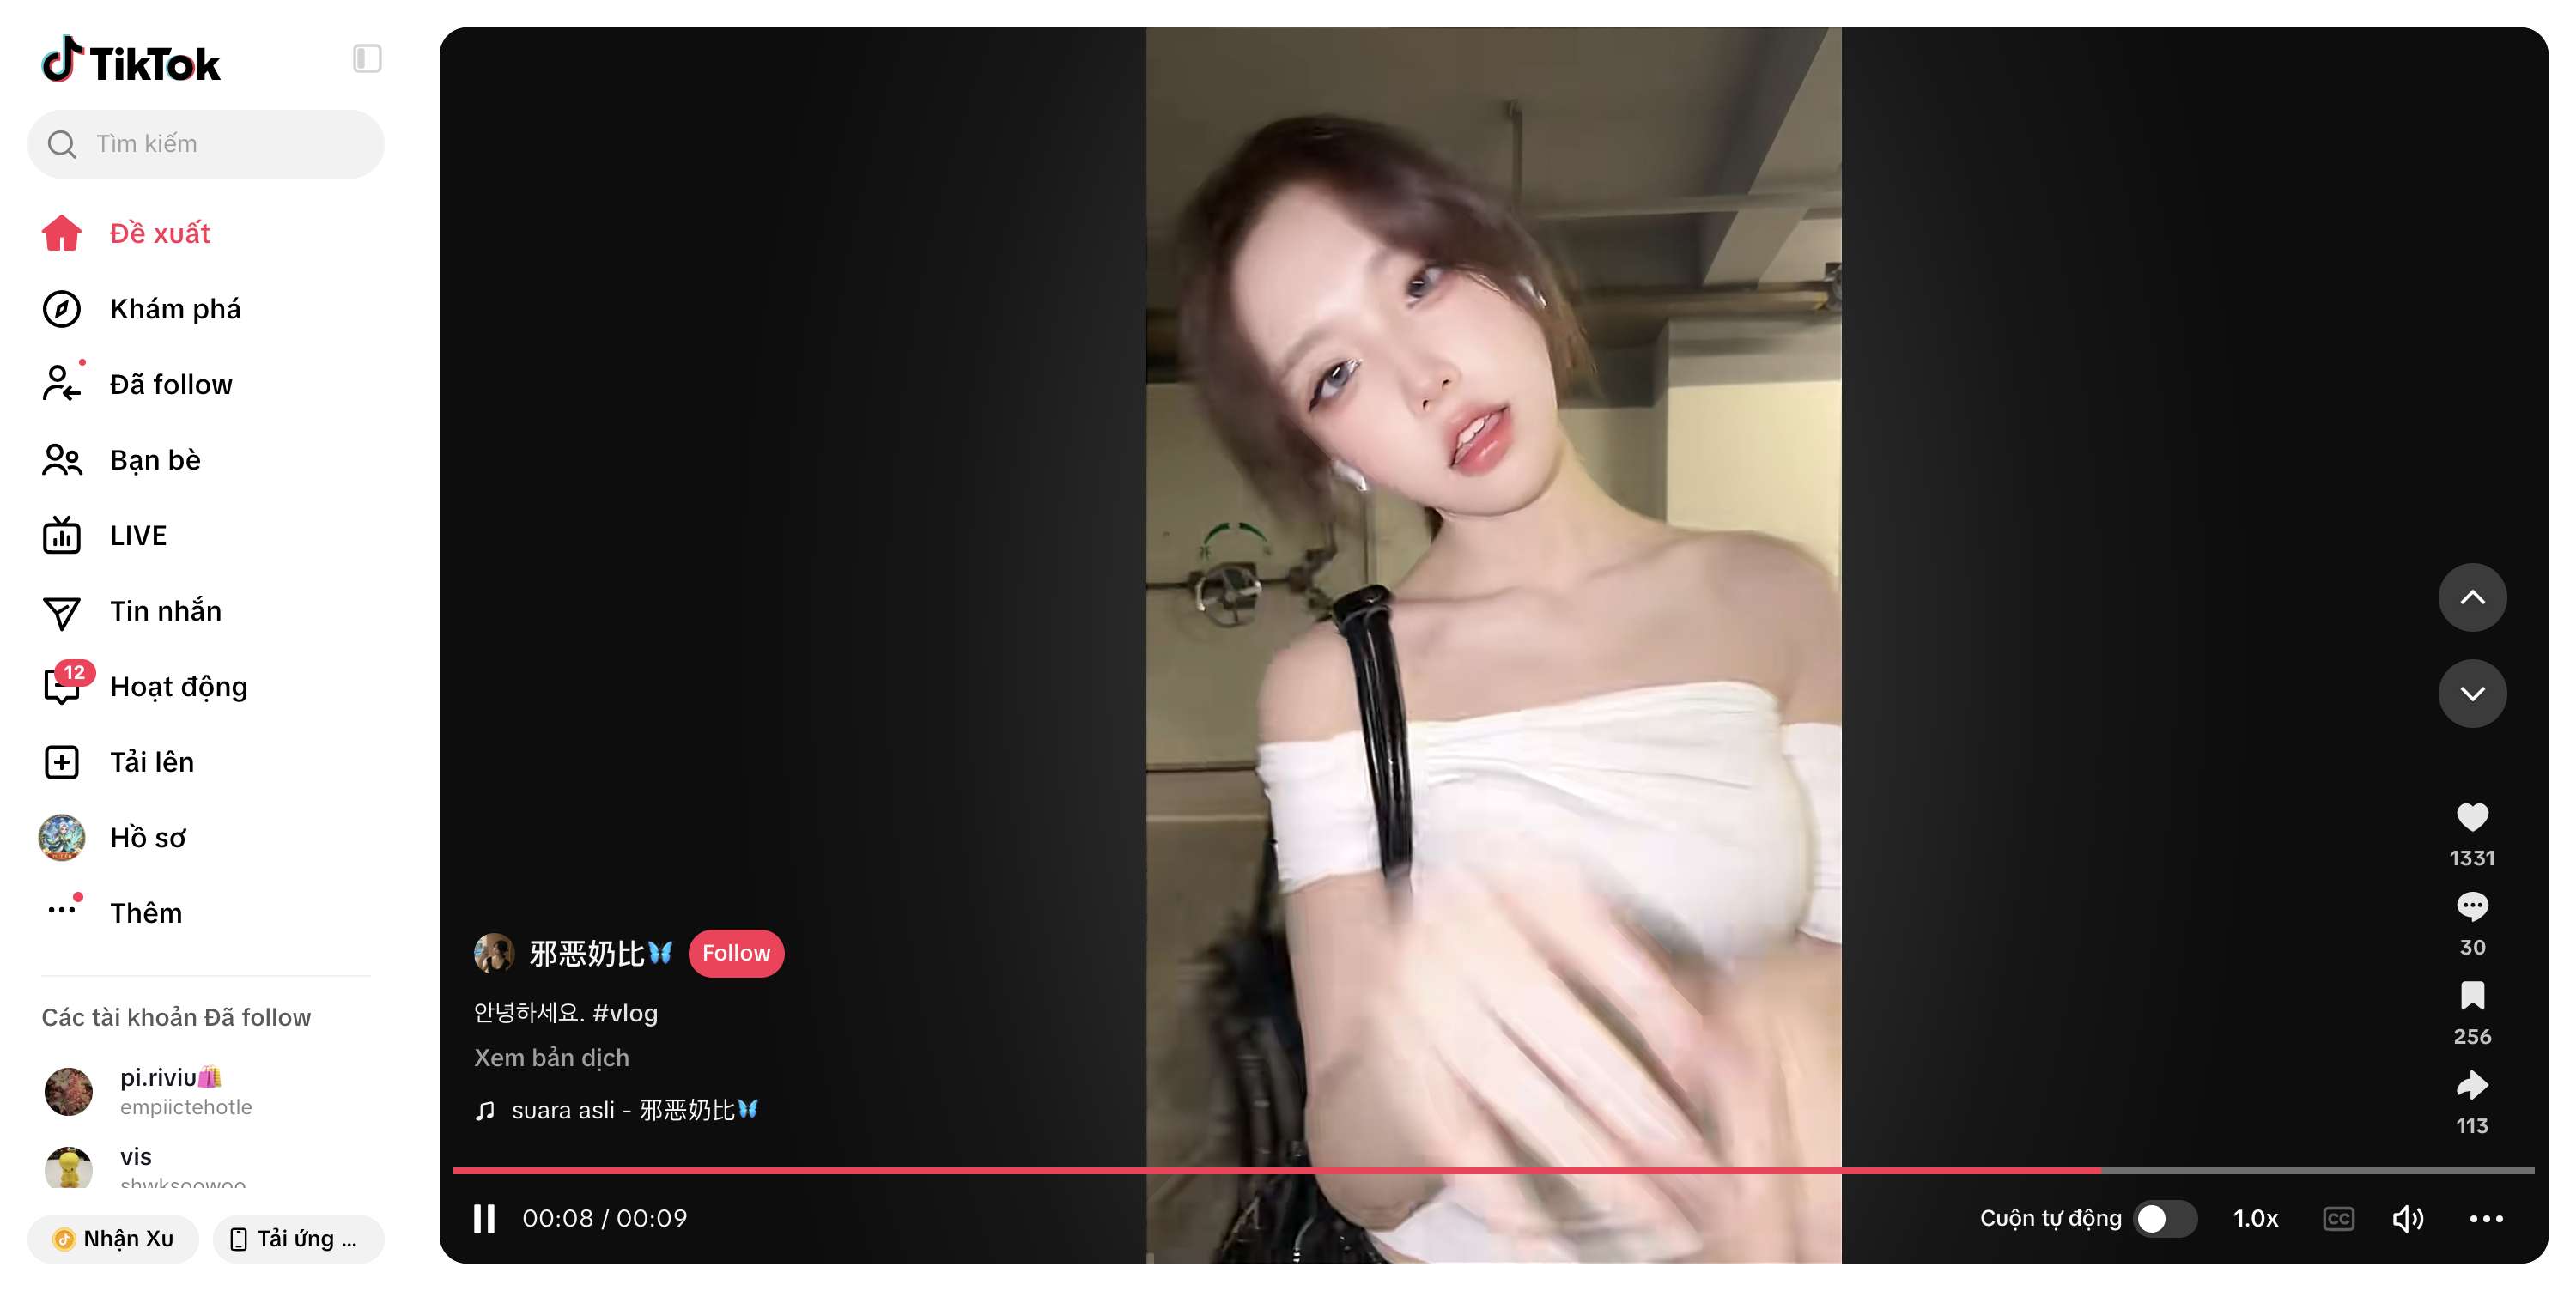 TikTok
Tìm kiếm
Đề xuất
Khám phá
Đã follow
Bạn bè
LIVE
Tin nhắn
12
Hoạt động
Tải lên
Hồ sơ
Thêm
Các tài khoản Đã follow
pi.riviu🛍️
empiictehotle
vis
shwksoowoo
Nhận Xu
Tải ứng ...
邪恶奶比🦋 Follow
안녕하세요. #vlog
Xem bản dịch
suara asli - 邪恶奶比🦋
00:08 / 00:09
1331
30
256
113
Cuộn tự động
1.0x
CC